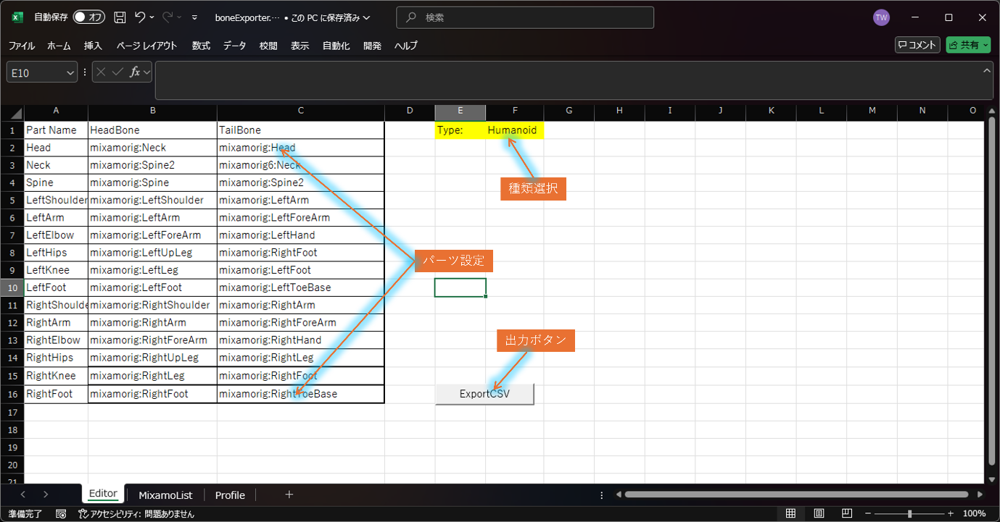 自動保存 オフ boneExporter.… • この PC に保存済み 検索 TW
ファイル ホーム 挿入 ページ レイアウト 数式 データ 校閲 表示 自動化 開発 ヘルプ コメント 共有
E10 fx
A B C D E F G H I J K L M N O
1 Part Name HeadBone TailBone Type: Humanoid
2 Head mixamorig:Neck mixamorig:Head
3 Neck mixamorig:Spine2 mixamorig6:Neck
4 Spine mixamorig:Spine mixamorig:Spine2
種類選択
5 LeftShoulder mixamorig:LeftShoulder mixamorig:LeftArm
6 LeftArm mixamorig:LeftArm mixamorig:LeftForeArm
7 LeftElbow mixamorig:LeftForeArm mixamorig:LeftHand
8 LeftHips mixamorig:LeftUpLeg mixamorig:RightFoot
パーツ設定
9 LeftKnee mixamorig:LeftLeg mixamorig:LeftFoot
10 LeftFoot mixamorig:LeftFoot mixamorig:LeftToeBase
11 RightShoulde mixamorig:RightShoulder mixamorig:RightArm
12 RightArm mixamorig:RightArm mixamorig:RightForeArm
13 RightElbow mixamorig:RightForeArm mixamorig:RightHand
出力ボタン
14 RightHips mixamorig:RightUpLeg mixamorig:RightLeg
15 RightKnee mixamorig:RightLeg mixamorig:RightFoot
16 RightFoot mixamorig:RightFoot mixamorig:RightToeBase ExportCSV
17
18
19
20
21
Editor MixamoList Profile
準備完了 アクセシビリティ: 問題ありません 100%